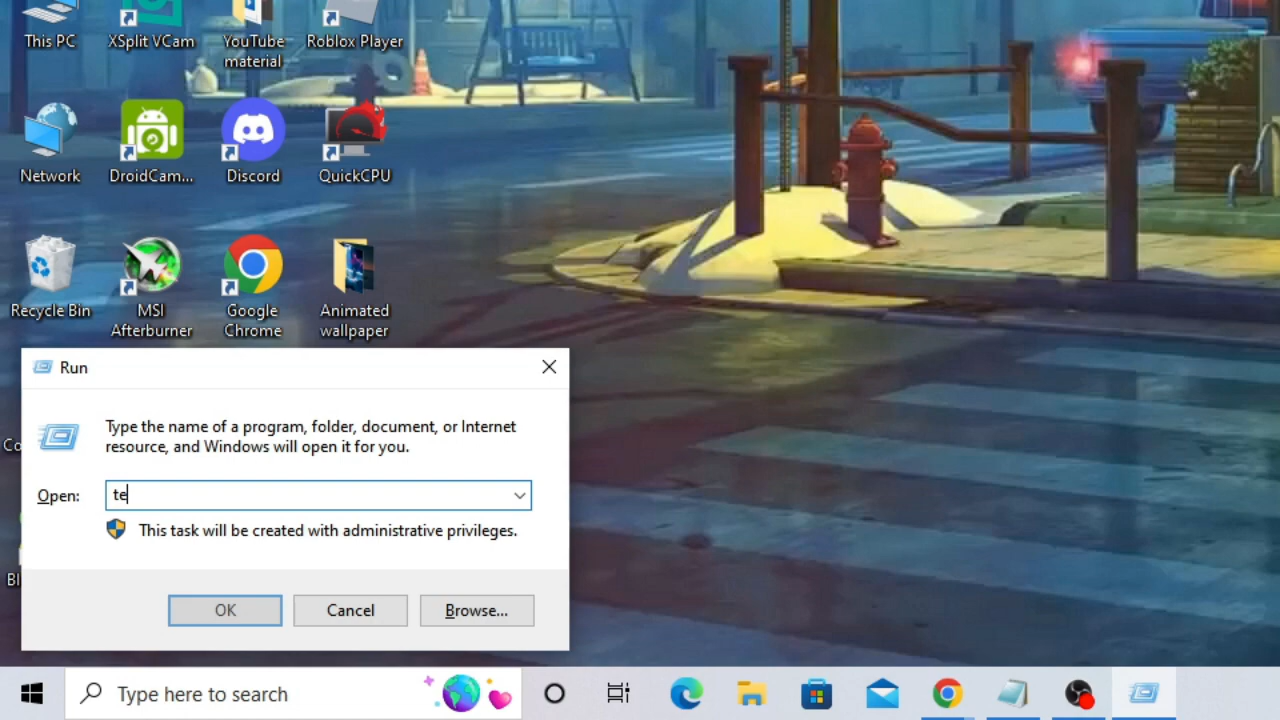 This PC
XSplit VCam
YouTube
material
Roblox Player
Network
DroidCam...
Discord
QuickCPU
Recycle Bin
MSI
Afterburner
Google
Chrome
Animated
wallpaper
Run
Type the name of a program, folder, document, or Internet
resource, and Windows will open it for you.
Open:
te
This task will be created with administrative privileges.
OK
Cancel
Browse...
Type here to search